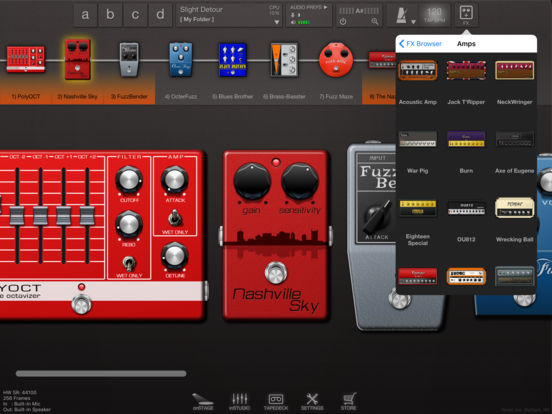 a b c d
Slight Detour
[ My Folder ]
CPU
10%
AUDIO PREFS
A#
120
TAP BPM
FX
1) PolyOCT
2) Nashville Sky
3) FuzzBender
4) OcterFuzz
5) Blues Brother
6) Brass-Basster
7) Fuzz Maze
8) The Na
FX Browser
Amps
Acoustic Amp
Jack T'Ripper
NeckWringer
War Pig
Burn
Axe of Eugene
Eighteen
Special
OU812
Wrecking Ball
OCT -2
OCT -1
OCT +1
OCT +2
FILTER
CUTOFF
REBO
WET ONLY
AMP
ATTACK
WET ONLY
DETUNE
LYOCT
e octavizer
gain
sensitivity
Nashville
Sky
INPUT
Fuzz
Be
ATTACK
HW SR: 44100
256 Frames
In : Built-In Mic
Out: Built-In Speaker
onSTAGE
inSTUDIO
TAPEDECK
SETTINGS
STORE